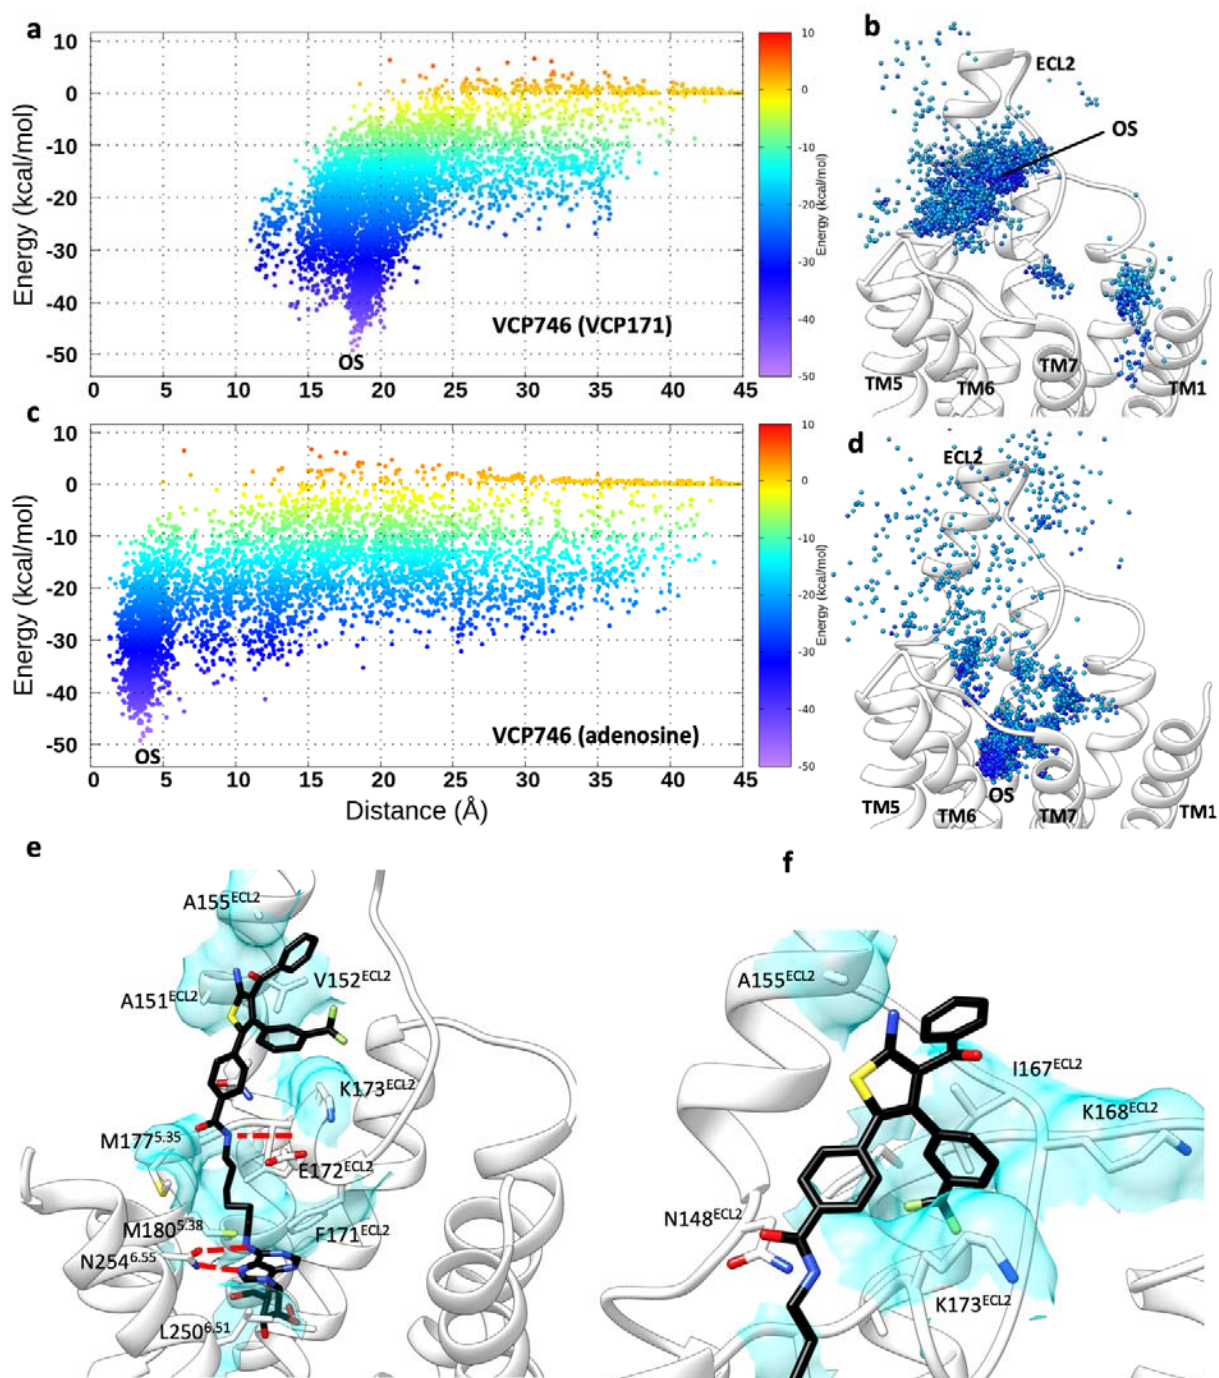 a
10
0
-10
-20
-30
-40
-50
Energy (kcal/mol)
0 5 10 15 20 25 30 35 40 45
VCP746 (VCP171)
OS
10
0
-10
-20
-30
-40
-50
Energy (kcal/mol)
b
ECL2
OS
TM5
TM6
TM7
TM1
c
10
0
-10
-20
-30
-40
-50
Energy (kcal/mol)
0 5 10 15 20 25 30 35 40 45
Distance (Å)
VCP746 (adenosine)
OS
10
0
-10
-20
-30
-40
-50
Energy (kcal/mol)
d
ECL2
OS
TM5
TM6
TM7
TM1
e
A155ECL2
A151ECL2
V152ECL2
K173ECL2
M1775.35
E172ECL2
M1805.38
F171ECL2
N2546.55
L2506.51
f
A155ECL2
I167ECL2
K168ECL2
N148ECL2
K173ECL2